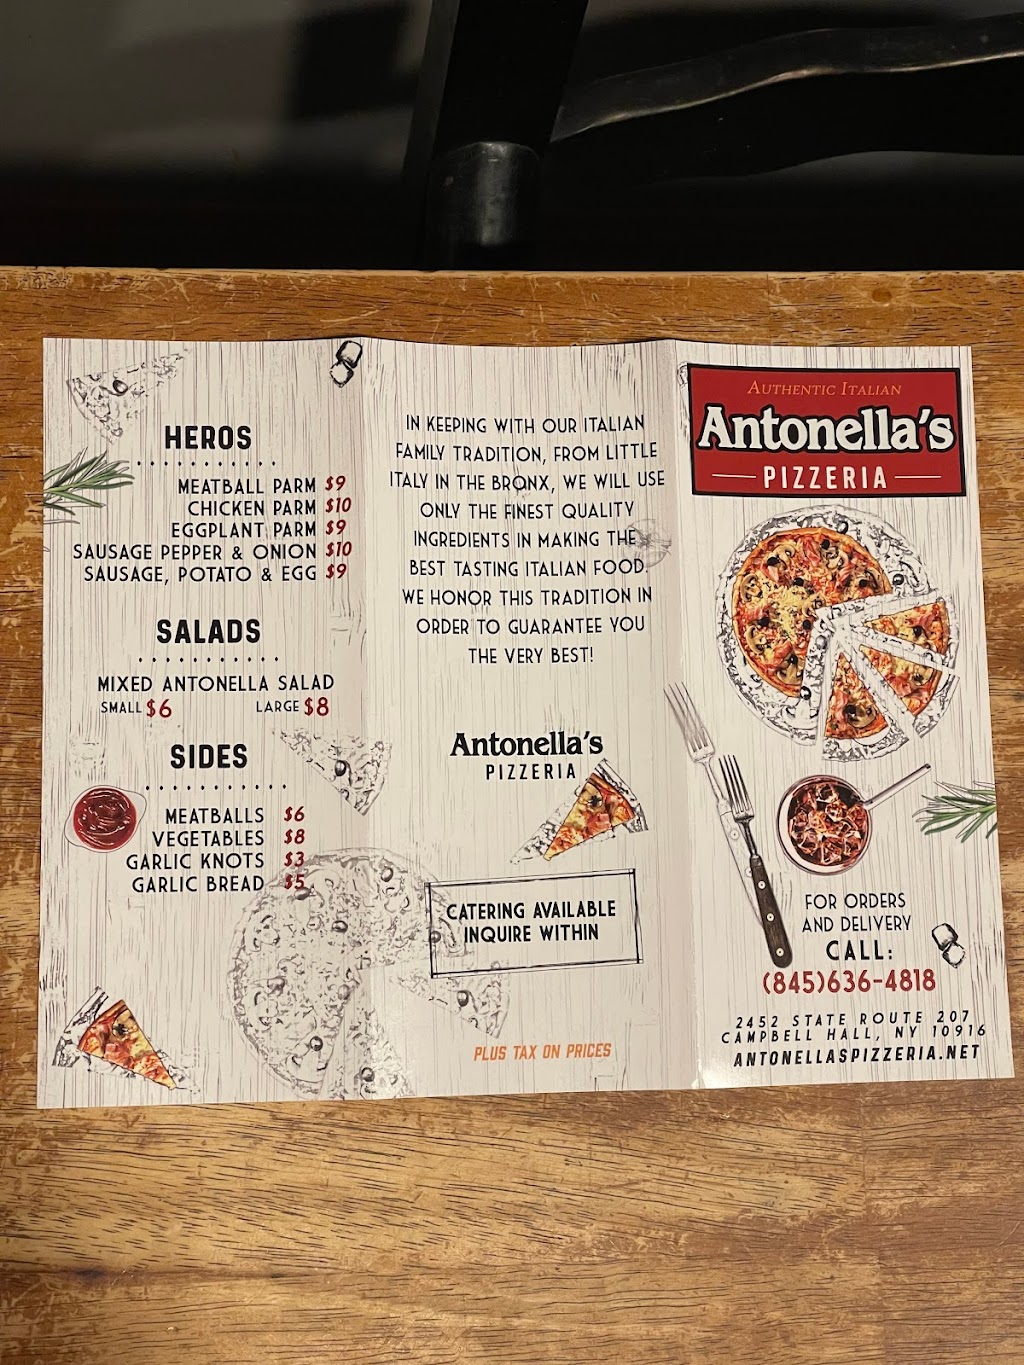 HEROS
MEATBALL PARM $9
CHICKEN PARM $10
EGGPLANT PARM $9
SAUSAGE PEPPER & ONION $10
SAUSAGE, POTATO & EGG $9
SALADS
MIXED ANTONELLA SALAD
SMALL $6 LARGE $8
SIDES
MEATBALLS $6
VEGETABLES $8
GARLIC KNOTS $3
GARLIC BREAD $5
IN KEEPING WITH OUR ITALIAN
FAMILY TRADITION, FROM LITTLE
ITALY IN THE BRONX, WE WILL USE
ONLY THE FINEST QUALITY
INGREDIENTS IN MAKING THE
BEST TASTING ITALIAN FOOD.
WE HONOR THIS TRADITION IN
ORDER TO GUARANTEE YOU
THE VERY BEST!
Antonella's
PIZZERIA
CATERING AVAILABLE
INQUIRE WITHIN
PLUS TAX ON PRICES
AUTHENTIC ITALIAN
Antonella's
PIZZERIA
FOR ORDERS
AND DELIVERY
CALL:
(845)636-4818
2452 STATE ROUTE 207
CAMPBELL HALL, NY 10916
ANTONELLASPIZZERIA.NET